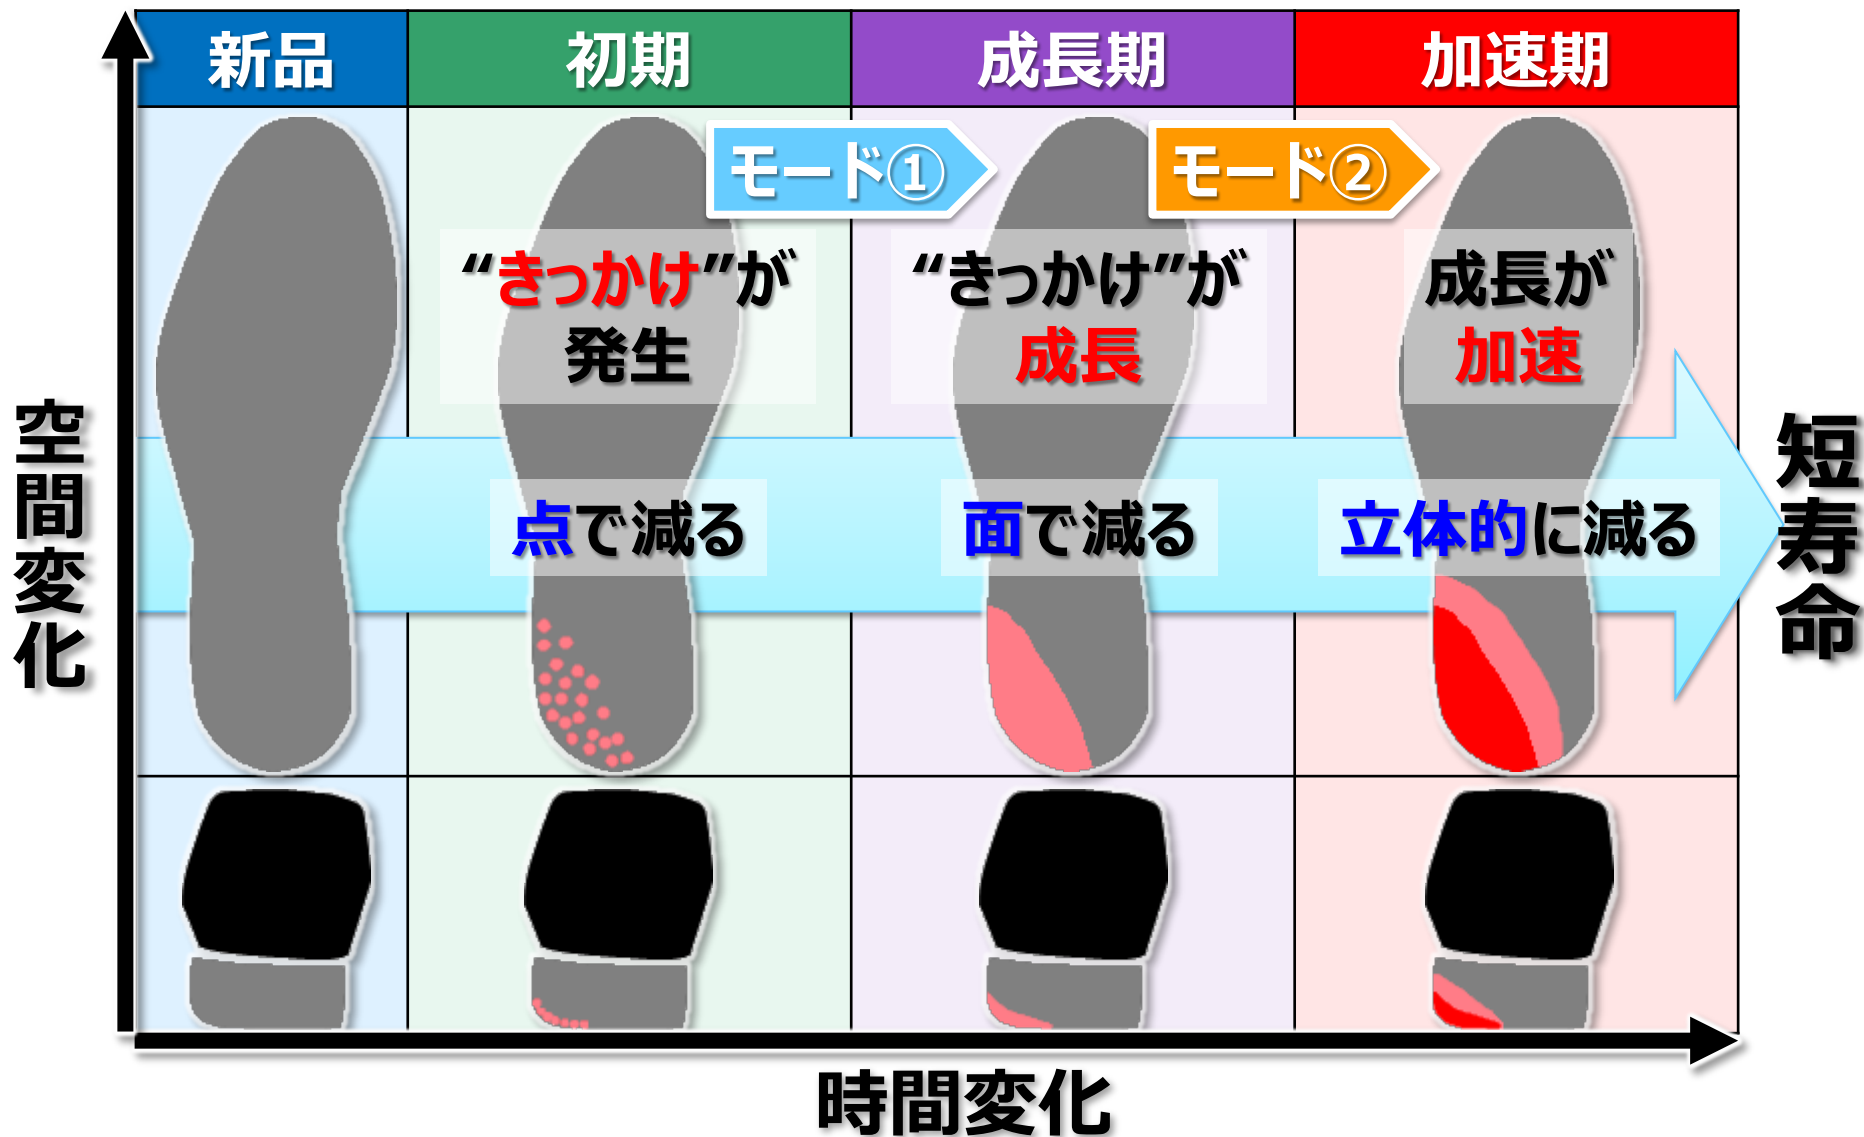 新品
初期
成長期
加速期
モード①
モード②
“きっかけ”が
発生
“きっかけ”が
成長
成長が
加速
点で減る
面で減る
立体的に減る
空間変化
短寿命
時間変化